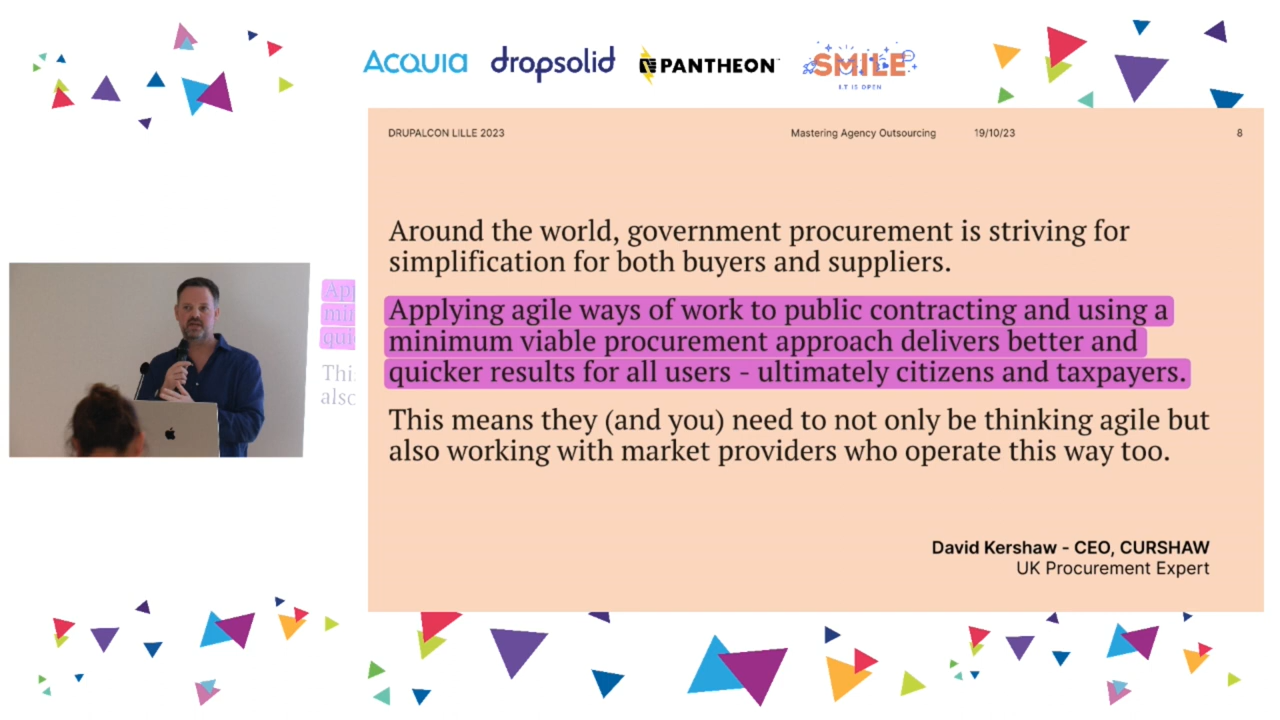 ACQUIA dropsolid PANTHEON SMILE
I.T IS OPEN
DRUPALCON LILLE 2023 Mastering Agency Outsourcing 19/10/23 8
Around the world, government procurement is striving for
simplification for both buyers and suppliers.
Applying agile ways of work to public contracting and using a
minimum viable procurement approach delivers better and
quicker results for all users - ultimately citizens and taxpayers.
This means they (and you) need to not only be thinking agile but
also working with market providers who operate this way too.
David Kershaw - CEO, CURSHAW
UK Procurement Expert